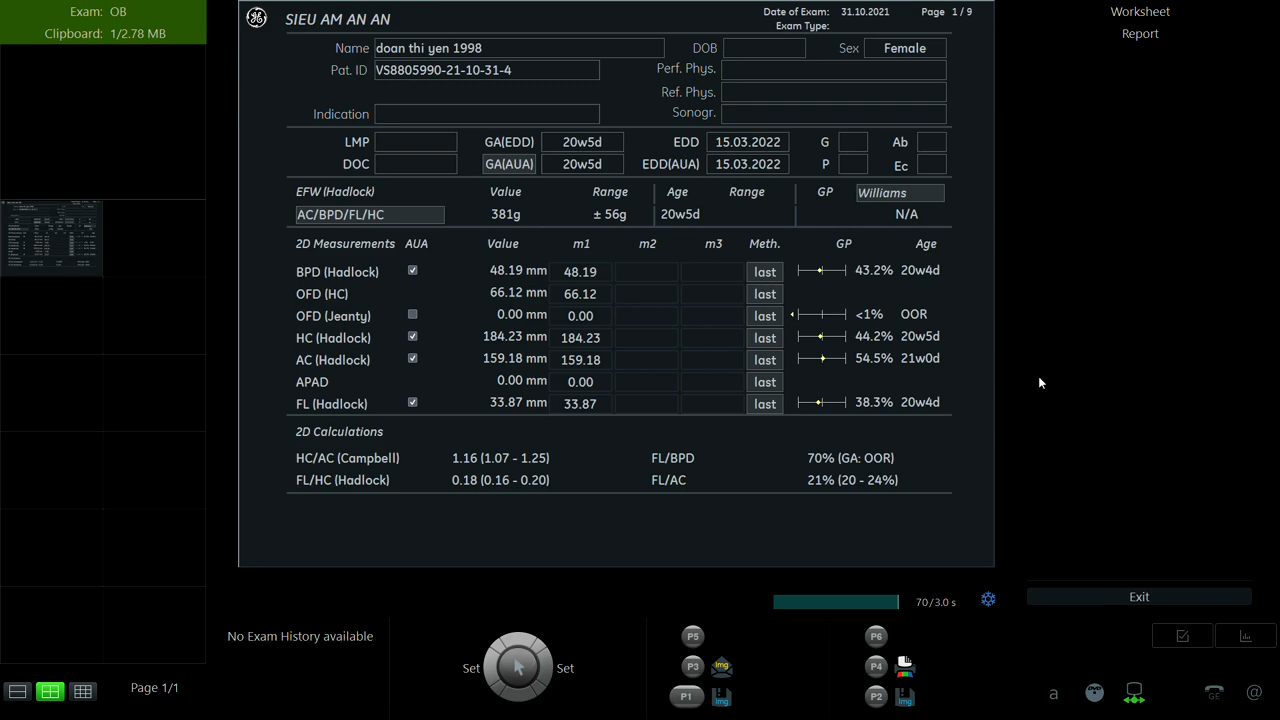 Exam: OB
Clipboard: 1/2.78 MB
SIEU AM AN AN
Date of Exam: 31.10.2021 Page 1 / 9
Exam Type:
Name doan thi yen 1998 DOB Sex Female
Pat. ID VS8805990-21-10-31-4 Perf. Phys.
Ref. Phys.
Indication Sonogr.
LMP GA(EDD) 20w5d EDD 15.03.2022 G Ab
DOC GA(AUA) 20w5d EDD(AUA) 15.03.2022 P Ec
EFW (Hadlock) Value Range Age Range GP Williams
AC/BPD/FL/HC 381g ± 56g 20w5d N/A
2D Measurements AUA Value m1 m2 m3 Meth. GP Age
BPD (Hadlock) 48.19 mm 48.19 last 43.2% 20w4d
OFD (HC) 66.12 mm 66.12 last
OFD (Jeanty) 0.00 mm 0.00 last <1% OOR
HC (Hadlock) 184.23 mm 184.23 last 44.2% 20w5d
AC (Hadlock) 159.18 mm 159.18 last 54.5% 21w0d
APAD 0.00 mm 0.00 last
FL (Hadlock) 33.87 mm 33.87 last 38.3% 20w4d
2D Calculations
HC/AC (Campbell) 1.16 (1.07 - 1.25) FL/BPD 70% (GA: OOR)
FL/HC (Hadlock) 0.18 (0.16 - 0.20) FL/AC 21% (20 - 24%)
Worksheet
Report
70/3.0 s
Exit
No Exam History available
Set Set
P5
P3 Img
P1 Img
P6
P4
P2 Img
a GE @
Page 1/1